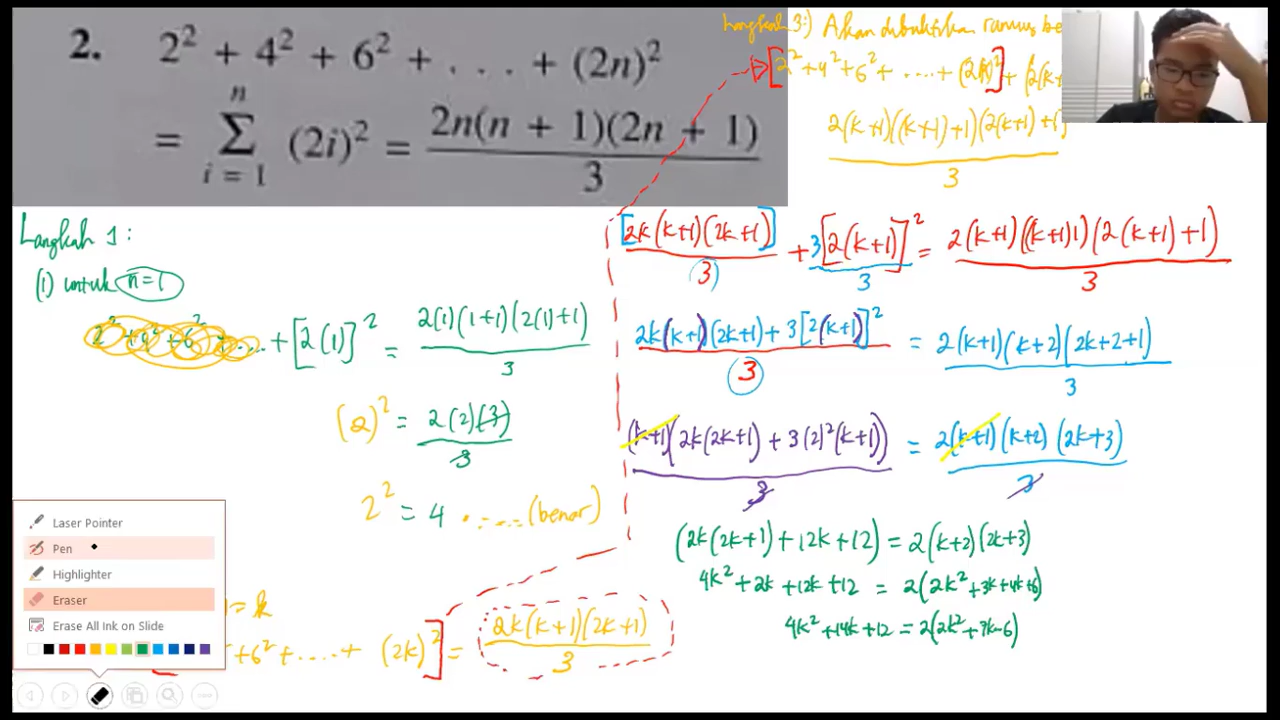 2. 2² + 4² + 6² + . . . + (2n)²
= Σ (i = 1, n) (2i)² = 2n(n + 1)(2n + 1) / 3
Langkah 1:
(1) untuk n=1
+ [2(1)]² = 2(1)(1+1)(2(1)+1) / 3
(2)² = 2(2)(3) / 3
2² = 4 ...... (benar)
= k
+6²+.....+ (2k)²] = 2k(k+1)(2k+1) / 3
Langkah 3:) Akan dibuktikan rumus be
[2²+4²+6²+ .....+(2k)²] + (2(k+
2(k+1)((k+1)+1)(2(k+1)+1) / 3
[2k(k+1)(2k+1)] / 3 + 3[2(k+1)]² / 3 = 2(k+1)((k+1)1)(2(k+1)+1) / 3
2k(k+1)(2k+1)+3[2(k+1)]² / 3 = 2(k+1)(k+2)(2k+2+1) / 3
(k+1)(2k(2k+1) + 3(2)²(k+1)) / 3 = 2(k+1)(k+2)(2k+3) / 3
(2k(2k+1)+12k+12) = 2(k+2)(2k+3)
4k²+2k+12k+12 = 2(2k²+3k+4k+6)
4k²+14k+12 = 2(2k²+7k-6)
Laser Pointer
Pen
Highlighter
Eraser
Erase All Ink on Slide